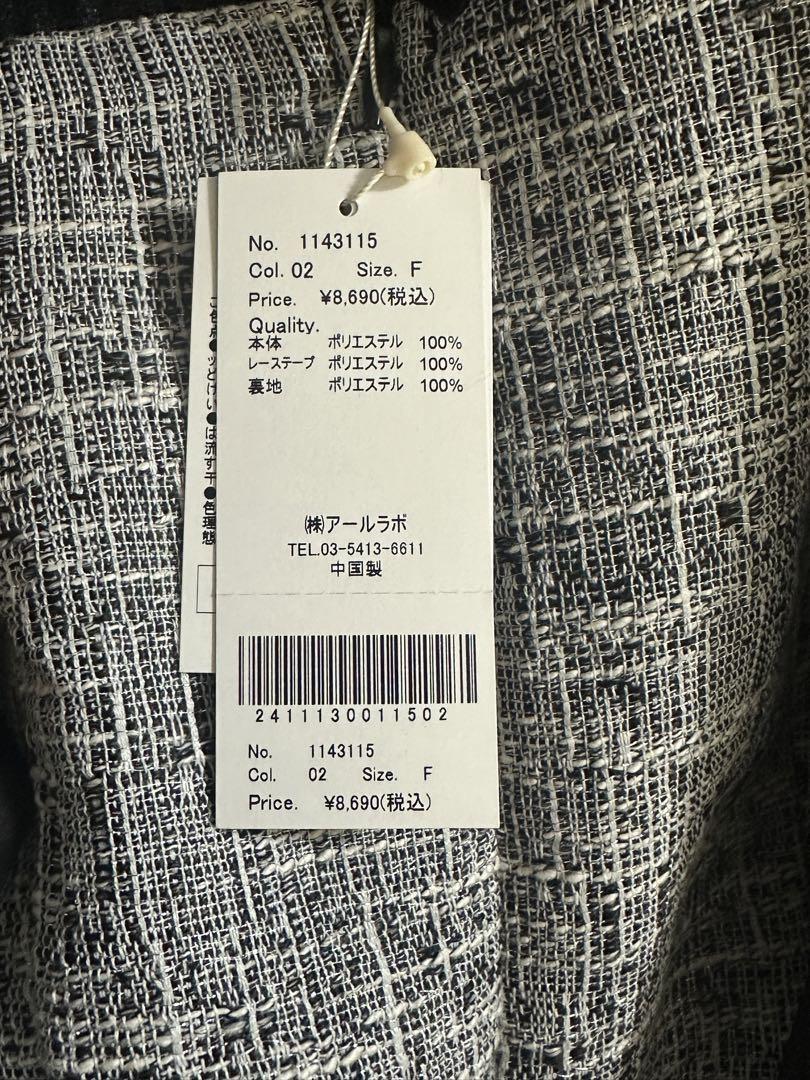 No. 1143115
Col. 02 Size. F
Price. ¥8,690(税込)
Quality.
本体 ポリエステル 100%
レーステープ ポリエステル 100%
裏地 ポリエステル 100%
㈱アールラボ
TEL.03-5413-6611
中国製
2411130011502
No. 1143115
Col. 02 Size. F
Price. ¥8,690(税込)